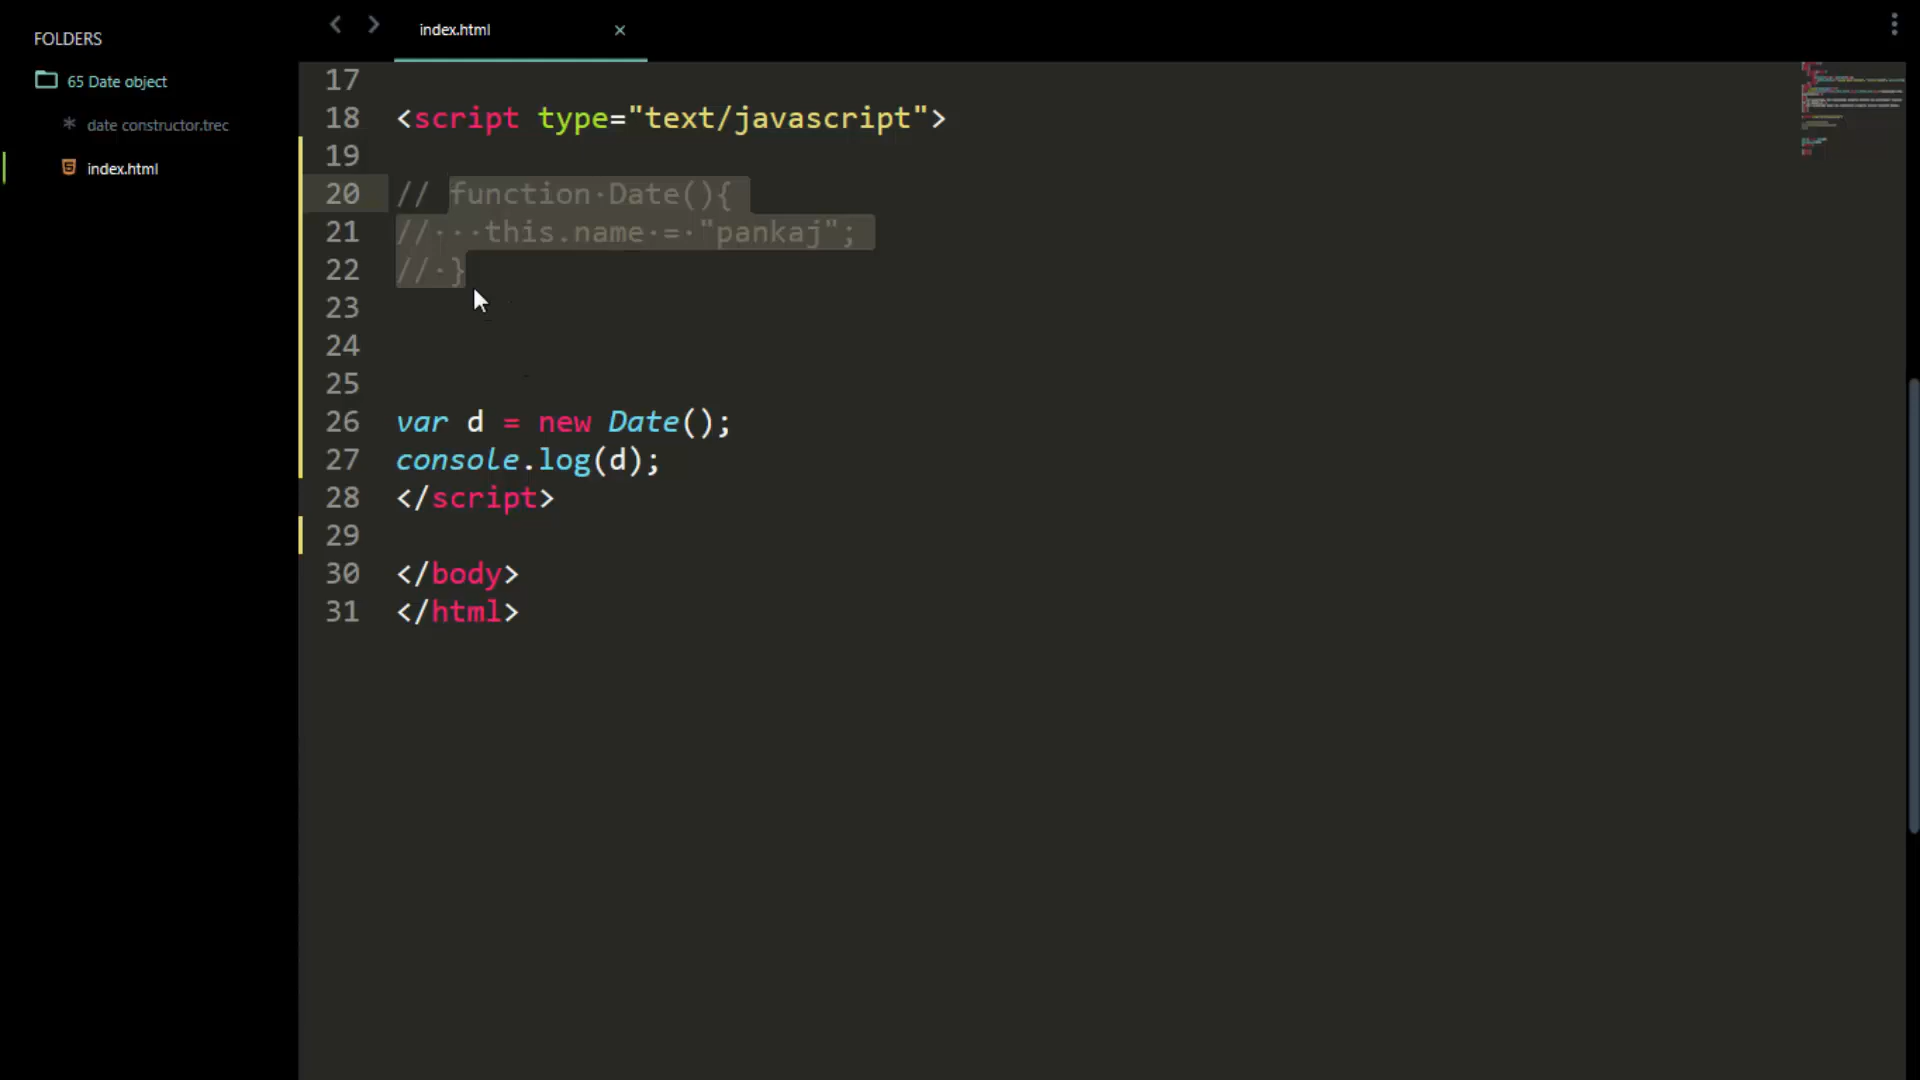 FOLDERS
65 Date object
* date constructor.trec
index.html
index.html ×
17
18 <script type="text/javascript">
19
20 // function·Date(){
21 //···this.name·=·"pankaj";
22 //·}
23
24
25
26 var d = new Date();
27 console.log(d);
28 </script>
29
30 </body>
31 </html>